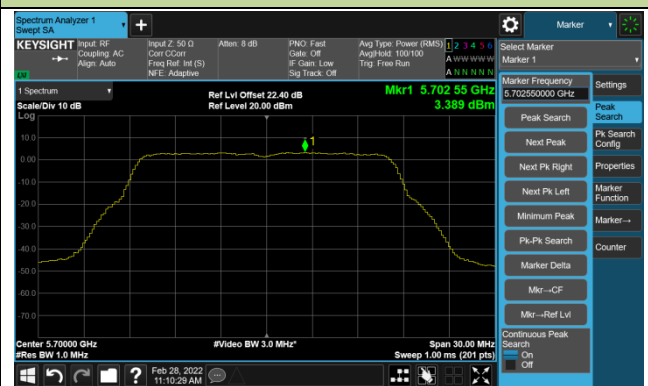 Spectrum Analyzer 1
Swept SA
+
Marker
KEYSIGHT
Input: RF
Coupling: AC
Align: Auto
Input Z: 50 Ω
Corr CCorr
Freq Ref: Int (S)
NFE: Adaptive
Atten: 8 dB
PNO: Fast
Gate: Off
IF Gain: Low
Sig Track: Off
Avg Type: Power (RMS)
Avg|Hold: 100/100
Trig: Free Run
1 2 3 4 5 6
A W W W W W
A N N N N N
LV
Select Marker
Marker 1
1 Spectrum
Scale/Div 10 dB
Log
Ref Lvl Offset 22.40 dB
Ref Level 20.00 dBm
Mkr1 5.702 55 GHz
3.389 dBm
Marker Frequency
5.702550000 GHz
Settings
Peak Search
Peak
Search
Next Peak
Pk Search
Config
Next Pk Right
Properties
Next Pk Left
Marker
Function
Minimum Peak
Marker→
Pk-Pk Search
Counter
Marker Delta
Mkr→CF
Mkr→Ref Lvl
Continuous Peak
Search
On
Off
10.0
0.00
-10.0
-20.0
-30.0
-40.0
-50.0
-60.0
-70.0
1
Center 5.70000 GHz
#Res BW 1.0 MHz
#Video BW 3.0 MHz*
Span 30.00 MHz
Sweep 1.00 ms (201 pts)
?
Feb 28, 2022
11:10:29 AM